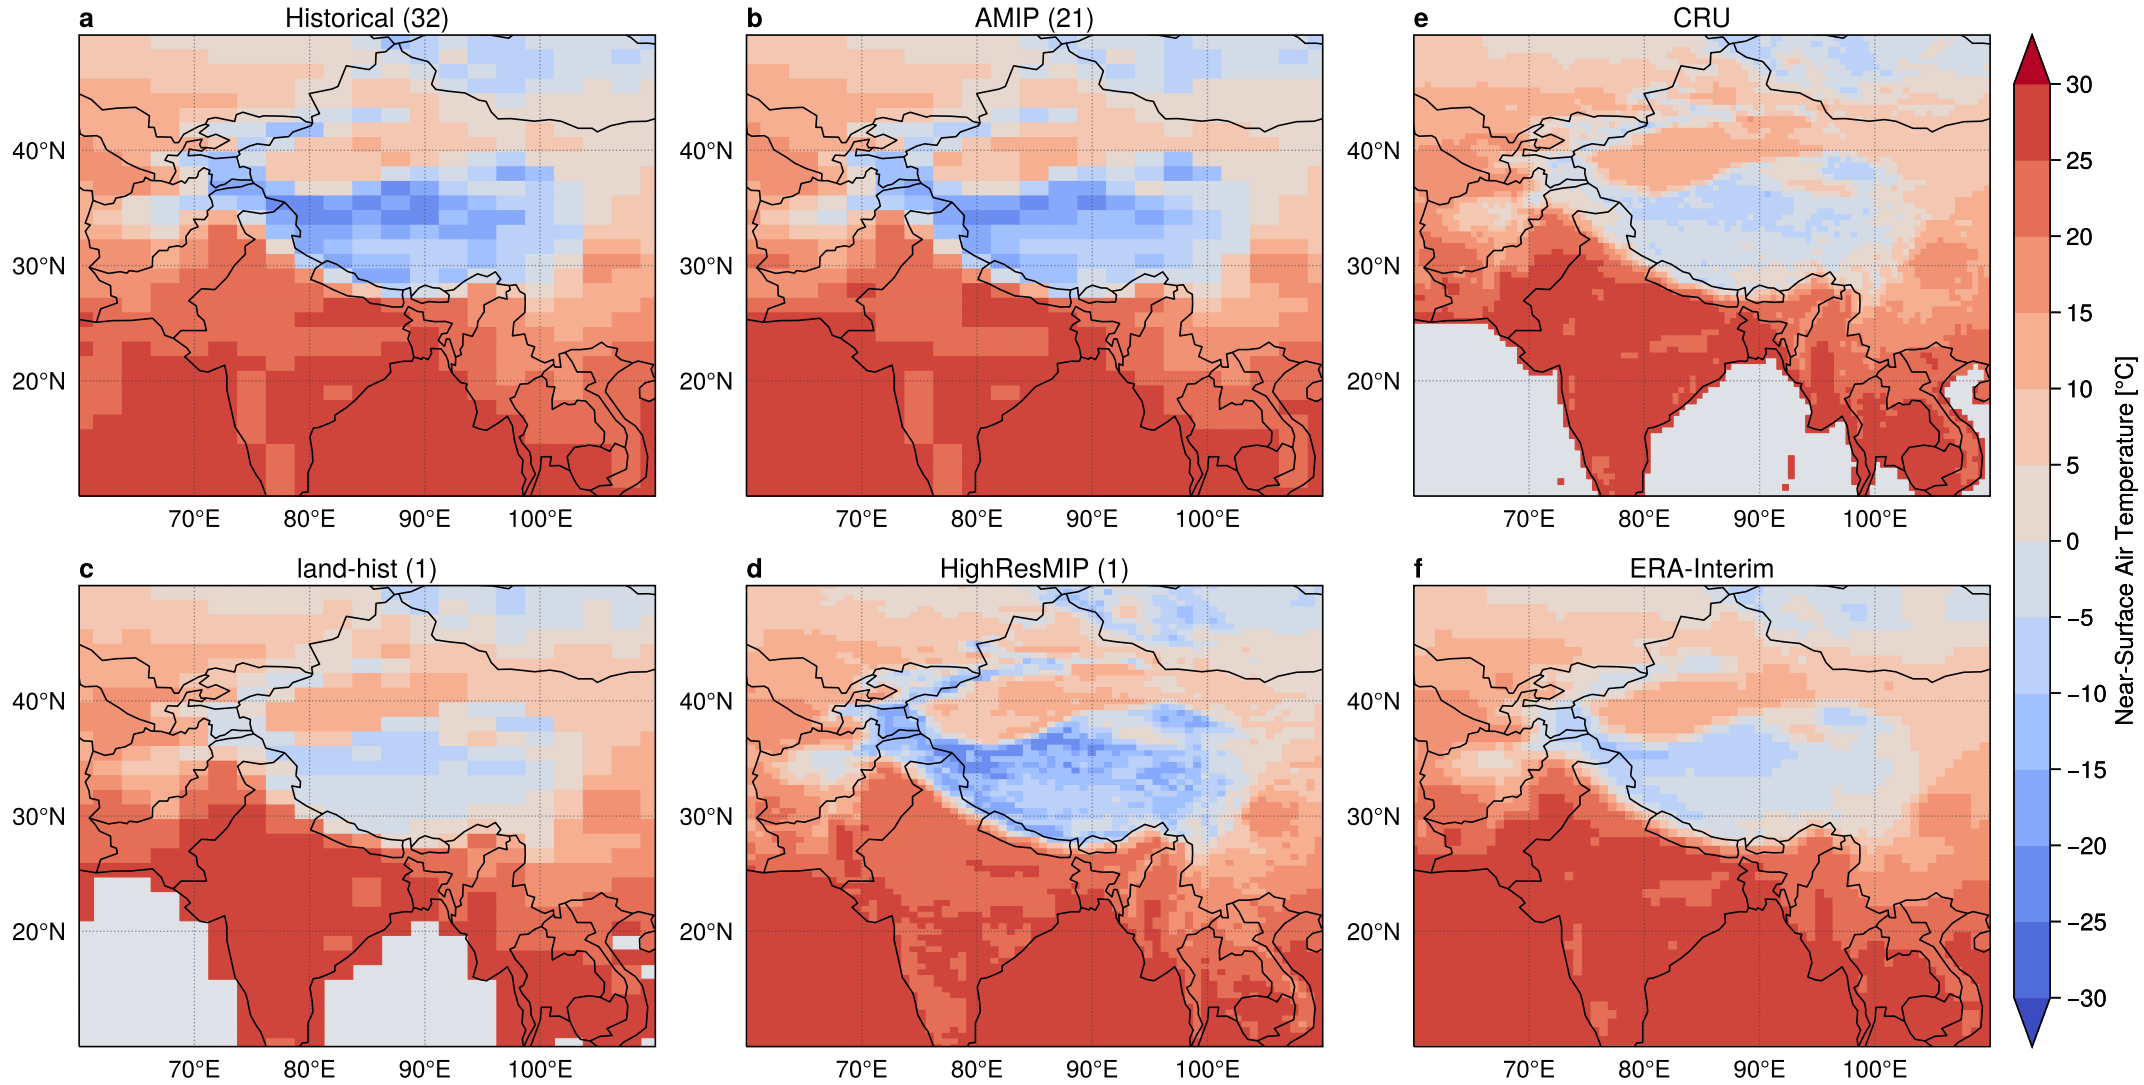 a Historical (32)
40°N
30°N
20°N
70°E 80°E 90°E 100°E
b AMIP (21)
40°N
30°N
20°N
70°E 80°E 90°E 100°E
e CRU
40°N
30°N
20°N
70°E 80°E 90°E 100°E
c land-hist (1)
40°N
30°N
20°N
70°E 80°E 90°E 100°E
d HighResMIP (1)
40°N
30°N
20°N
70°E 80°E 90°E 100°E
f ERA-Interim
40°N
30°N
20°N
70°E 80°E 90°E 100°E
30
25
20
15
10
5
0
−5
−10
−15
−20
−25
−30
Near-Surface Air Temperature [°C]